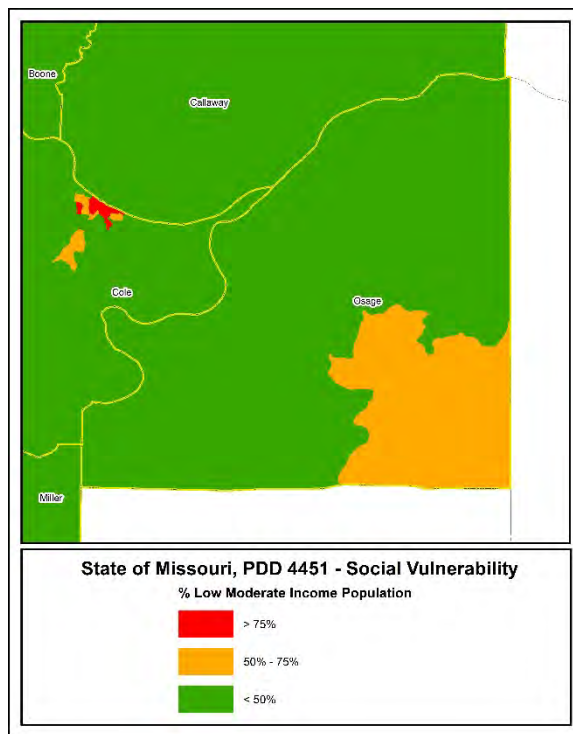 Boone
Callaway
Cole
Osage
Miller
State of Missouri, PDD 4451 - Social Vulnerability
% Low Moderate Income Population
> 75%
50% - 75%
< 50%